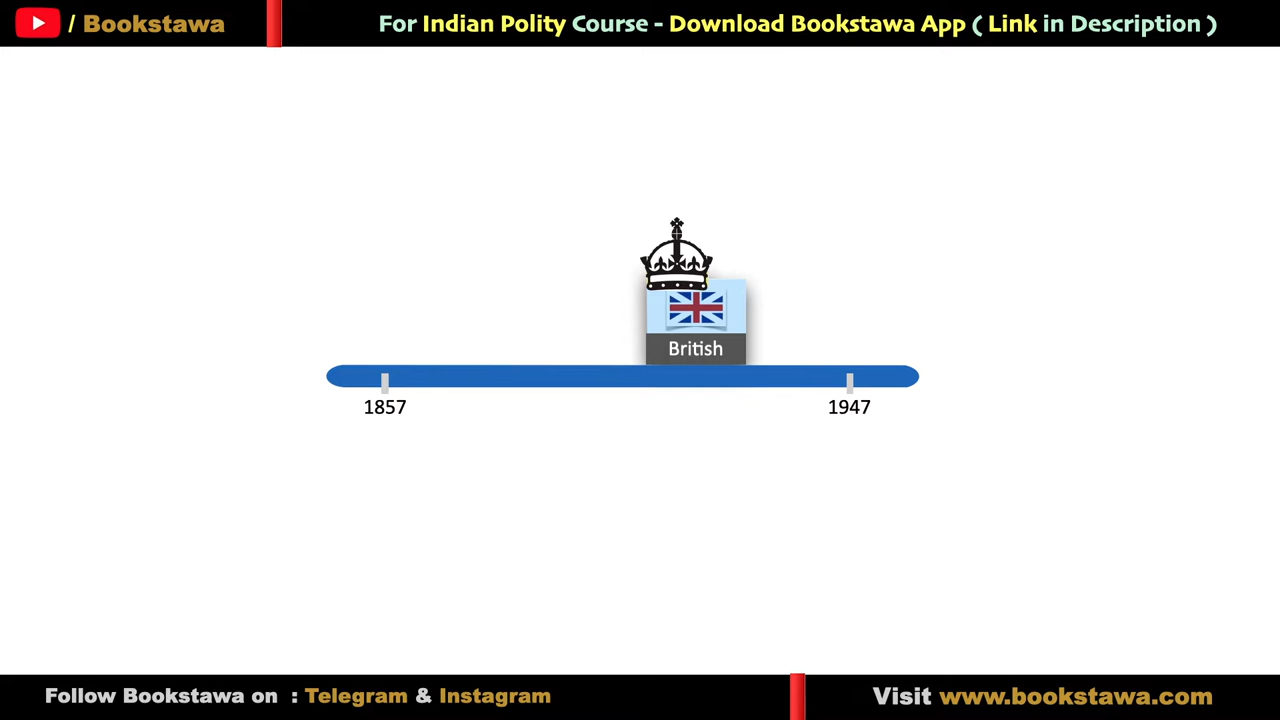 / Bookstawa
For Indian Polity Course - Download Bookstawa App ( Link in Description )
British
1857
1947
Follow Bookstawa on : Telegram & Instagram
Visit www.bookstawa.com